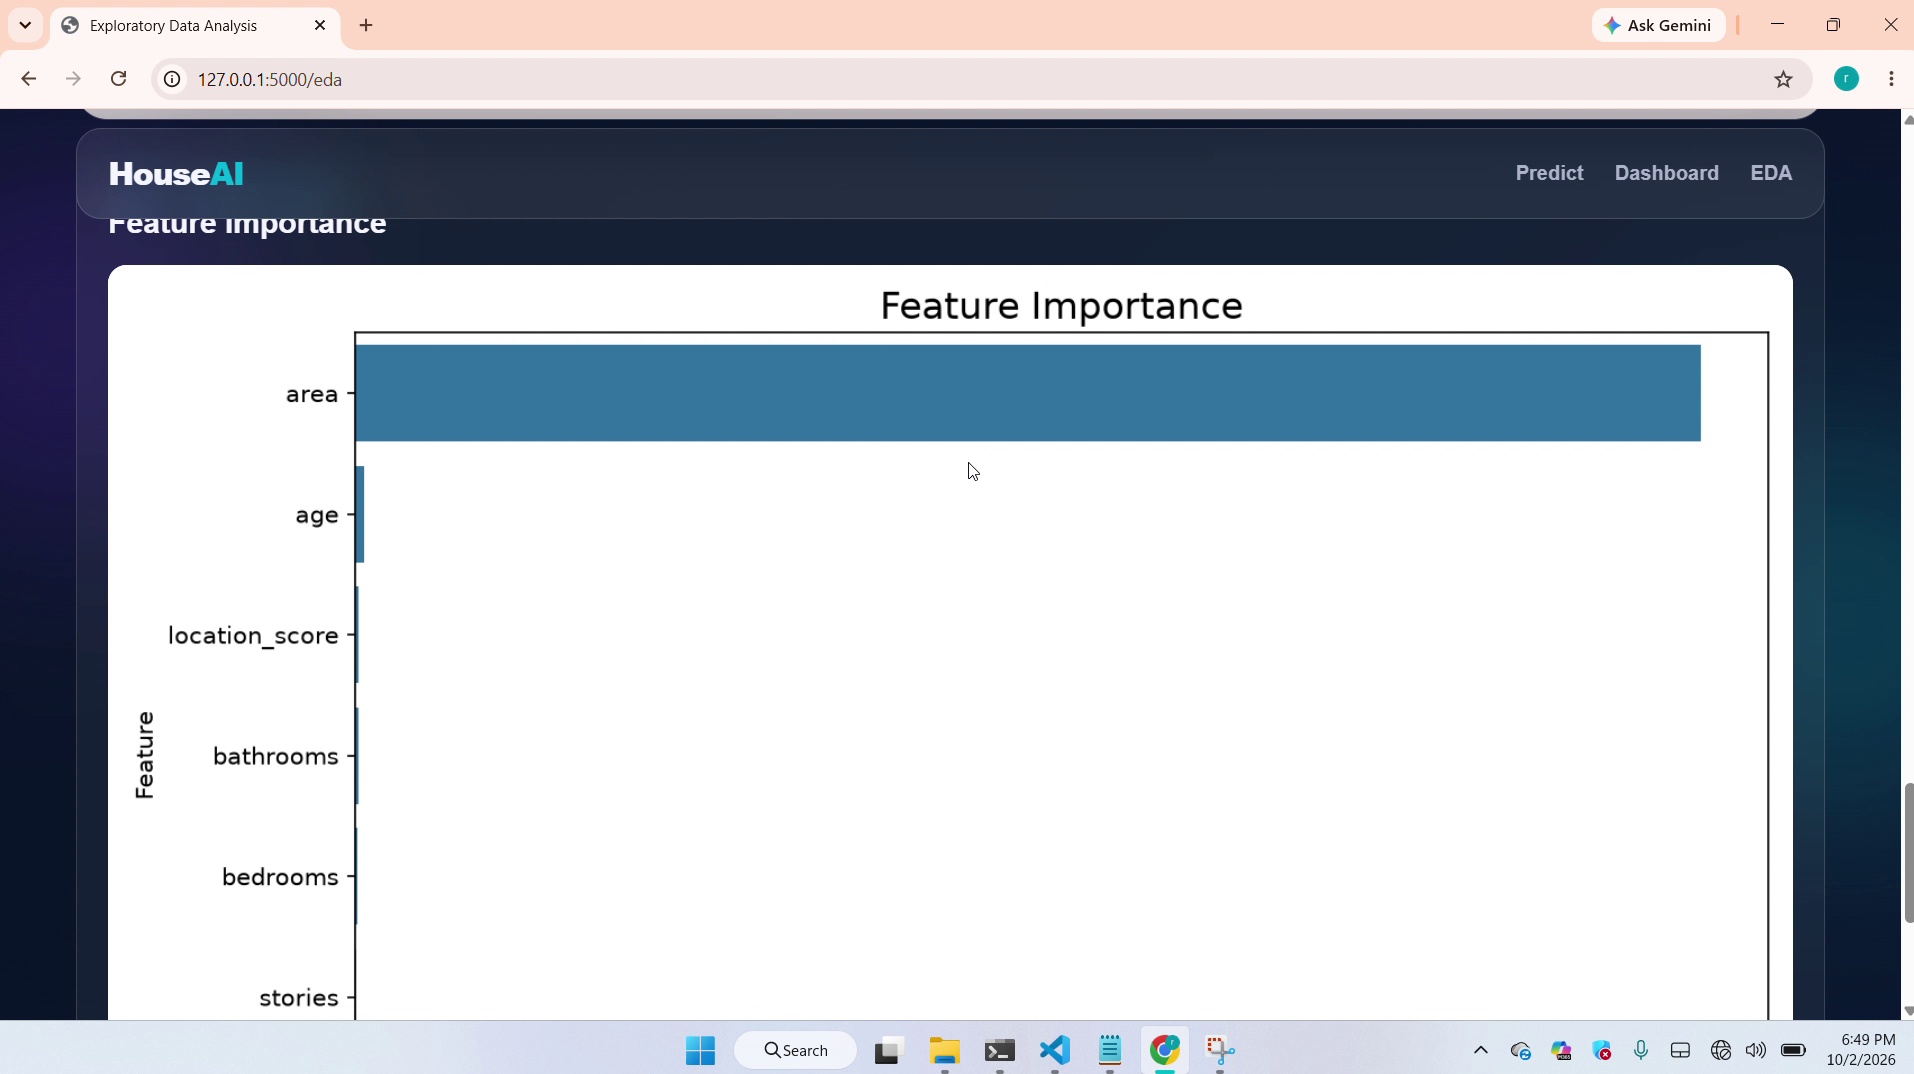 Exploratory Data Analysis
Ask Gemini
127.0.0.1:5000/eda
r
HouseAI
Predict
Dashboard
EDA
Feature Importance
Feature Importance
area
age
location_score
bathrooms
bedrooms
stories
Feature
Search
6:49 PM
10/2/2026